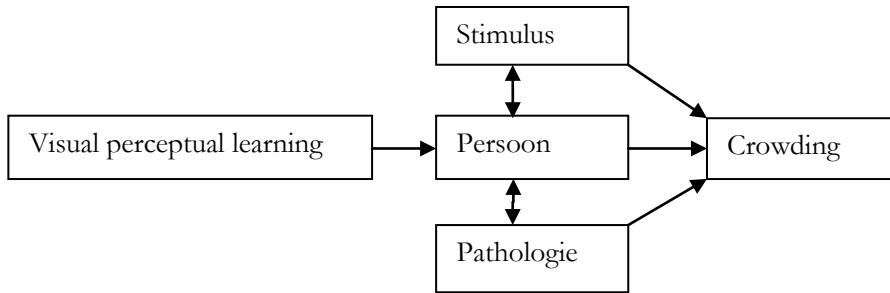 Stimulus
Visual perceptual learning
Persoon
Crowding
Pathologie